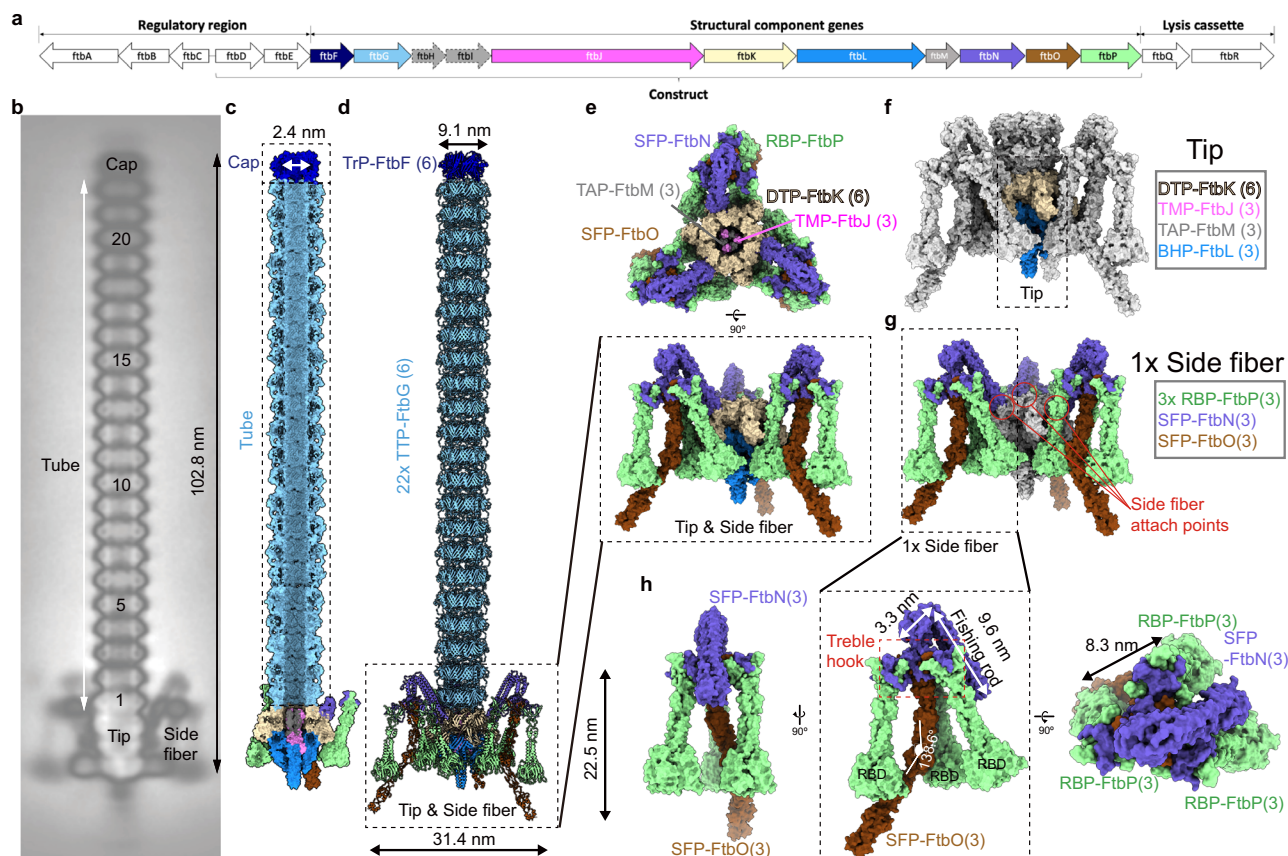 a
Regulatory region
Structural component genes
Lysis cassette
ftbA ftbB ftbC ftbD ftbE ftbF ftbG ftbH ftbI ftbJ ftbK ftbL ftbM ftbN ftbO ftbP ftbQ ftbR
Construct
b
Cap
20
15
10
5
1
Tube
Tip
Side
fiber
102.8 nm
c
2.4 nm
Cap
Tube
d
9.1 nm
TrP-FtbF (6)
22x TTP-FtbG (6)
Tip & Side fiber
31.4 nm
e
SFP-FtbN
RBP-FtbP
TAP-FtbM (3)
DTP-FtbK (6)
TMP-FtbJ (3)
SFP-FtbO
90°
Tip & Side fiber
f
Tip
Tip
DTP-FtbK (6)
TMP-FtbJ (3)
TAP-FtbM (3)
BHP-FtbL (3)
g
1x Side fiber
3x RBP-FtbP(3)
SFP-FtbN(3)
SFP-FtbO(3)
Side fiber
attach points
1x Side fiber
h
SFP-FtbN(3)
22.5 nm
SFP-FtbO(3)
90°
3.3 nm
Fishing rod
9.6 nm
Treble
hook
138.6°
RBD
RBD
RBD
SFP-FtbO(3)
90°
8.3 nm
RBP-FtbP(3)
SFP
-FtbN(3)
RBP-FtbP(3)
RBP-FtbP(3)